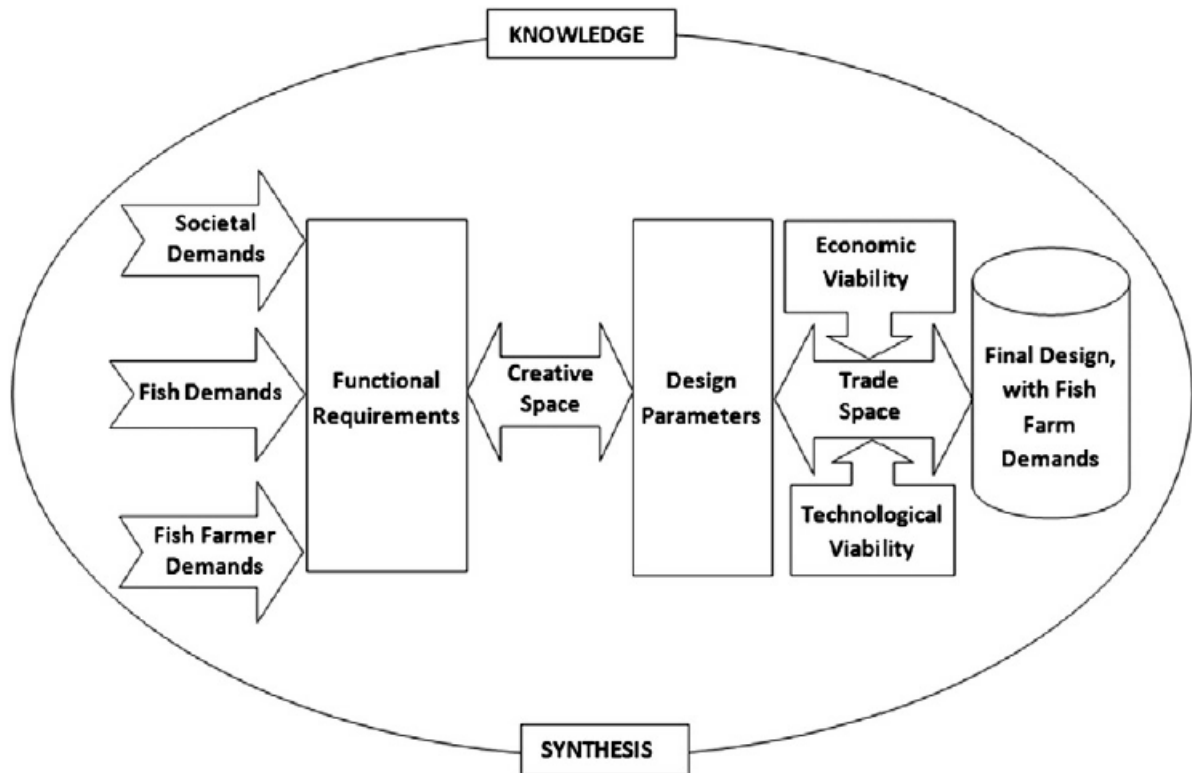 KNOWLEDGE
Societal
Demands
Fish Demands
Fish Farmer
Demands
Functional
Requirements
Creative
Space
Design
Parameters
Economic
Viability
Trade
Space
Technological
Viability
Final Design,
with Fish
Farm
Demands
SYNTHESIS